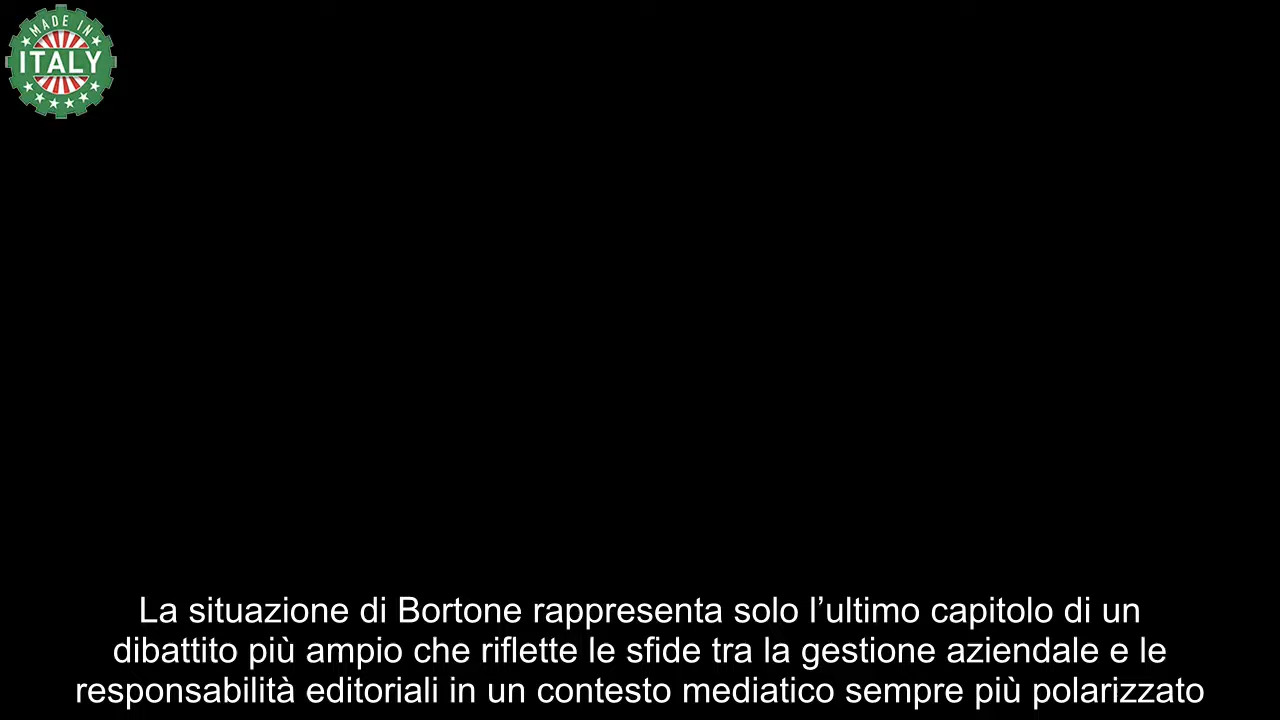 MADE IN
ITALY
La situazione di Bortone rappresenta solo l’ultimo capitolo di un
dibattito più ampio che riflette le sfide tra la gestione aziendale e le
responsabilità editoriali in un contesto mediatico sempre più polarizzato